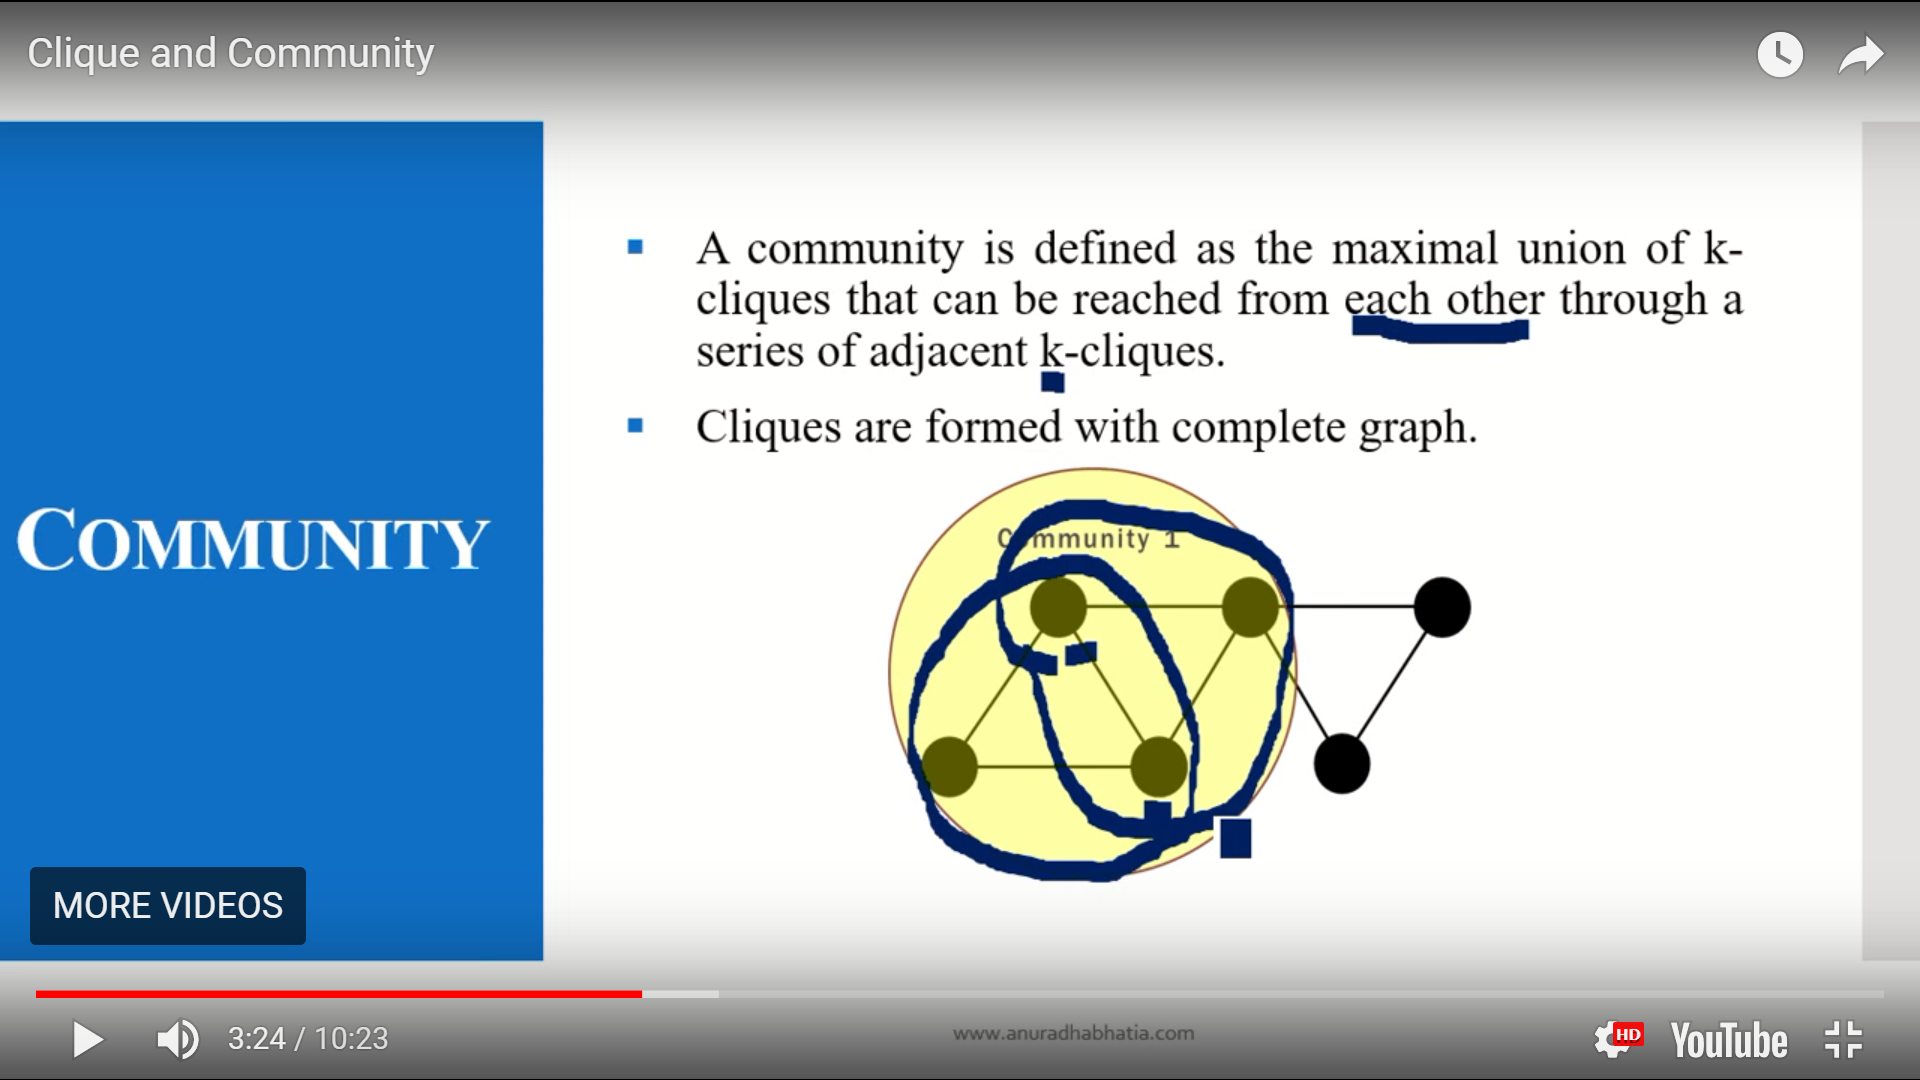 Clique and Community
A community is defined as the maximal union of k-
cliques that can be reached from each other through a
series of adjacent k-cliques.
Cliques are formed with complete graph.
COMMUNITY
Community 1
MORE VIDEOS
3:24 / 10:23
www.anuradhabhatia.com
HD
YouTube